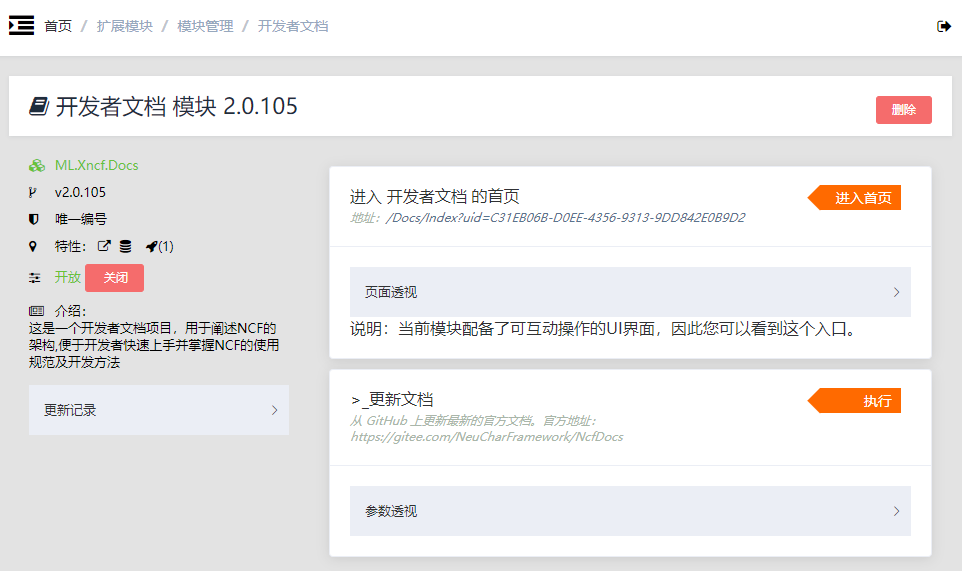 首页 / 扩展模块 / 模块管理 / 开发者文档
开发者文档 模块 2.0.105
删除
ML.Xncf.Docs
v2.0.105
唯一编号
特性： (1)
开放 关闭
介绍：
这是一个开发者文档项目，用于阐述NCF的
架构,便于开发者快速上手并掌握NCF的使用
规范及开发方法
更新记录
进入 开发者文档 的首页
进入首页
地址：/Docs/Index?uid=C31EB06B-D0EE-4356-9313-9DD842E0B9D2
页面透视
说明：当前模块配备了可互动操作的UI界面，因此您可以看到这个入口。
>_更新文档
执行
从 GitHub 上更新最新的官方文档。官方地址：
https://gitee.com/NeuCharFramework/NcfDocs
参数透视